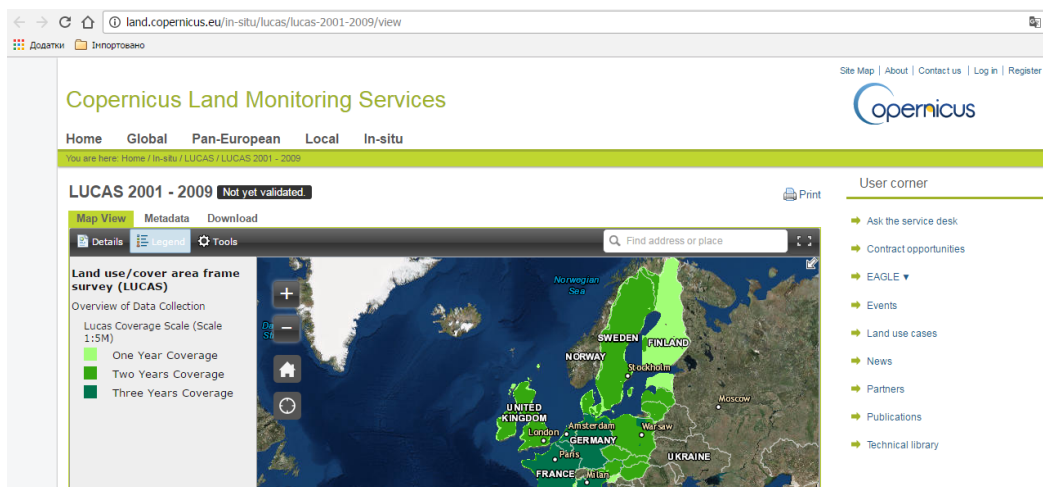 land.copernicus.eu/in-situ/lucas/lucas-2001-2009/view
Додатки Імпортовано
Site Map | About | Contact us | Log in | Register
Copernicus Land Monitoring Services
opernicus
Home Global Pan-European Local In-situ
You are here: Home / In-situ / LUCAS / LUCAS 2001 - 2009
LUCAS 2001 - 2009 Not yet validated.
Print
Map View Metadata Download
Details Legend Tools
Find address or place
Land use/cover area frame
survey (LUCAS)
Overview of Data Collection
Lucas Coverage Scale (Scale
1:5M)
One Year Coverage
Two Years Coverage
Three Years Coverage
Norwegian
Sea
SWEDEN
FINLAND
NORWAY
Stockholm
Moscow
UNITED
KINGDOM
London
Amsterdam
Warsaw
GERMANY
Paris
UKRAINE
FRANCE
Milan
User corner
Ask the service desk
Contract opportunities
EAGLE
Events
Land use cases
News
Partners
Publications
Technical library